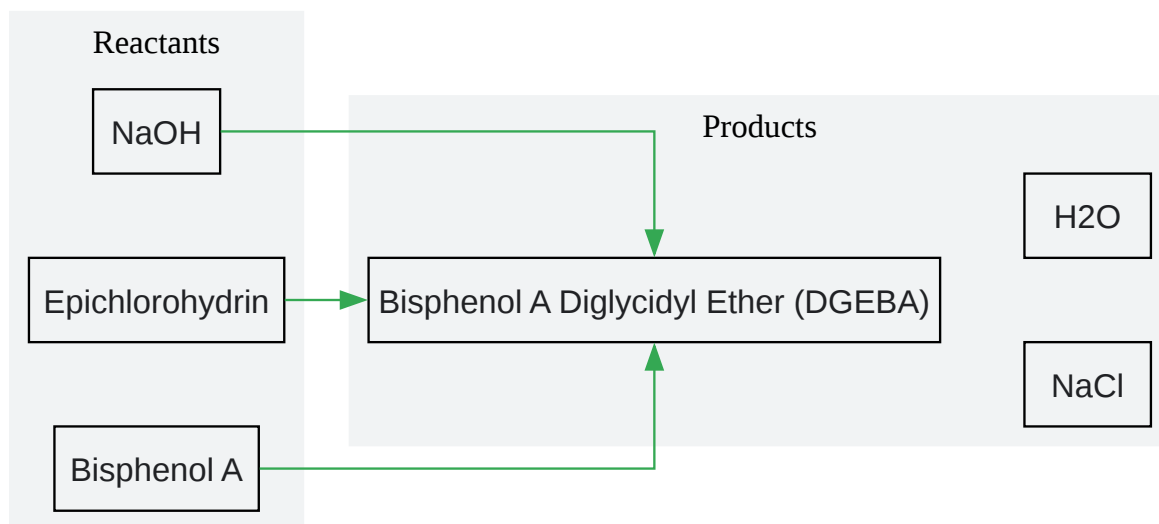 Reactants
NaOH
Epichlorohydrin
Bisphenol A
Products
Bisphenol A Diglycidyl Ether (DGEBA)
H2O
NaCl